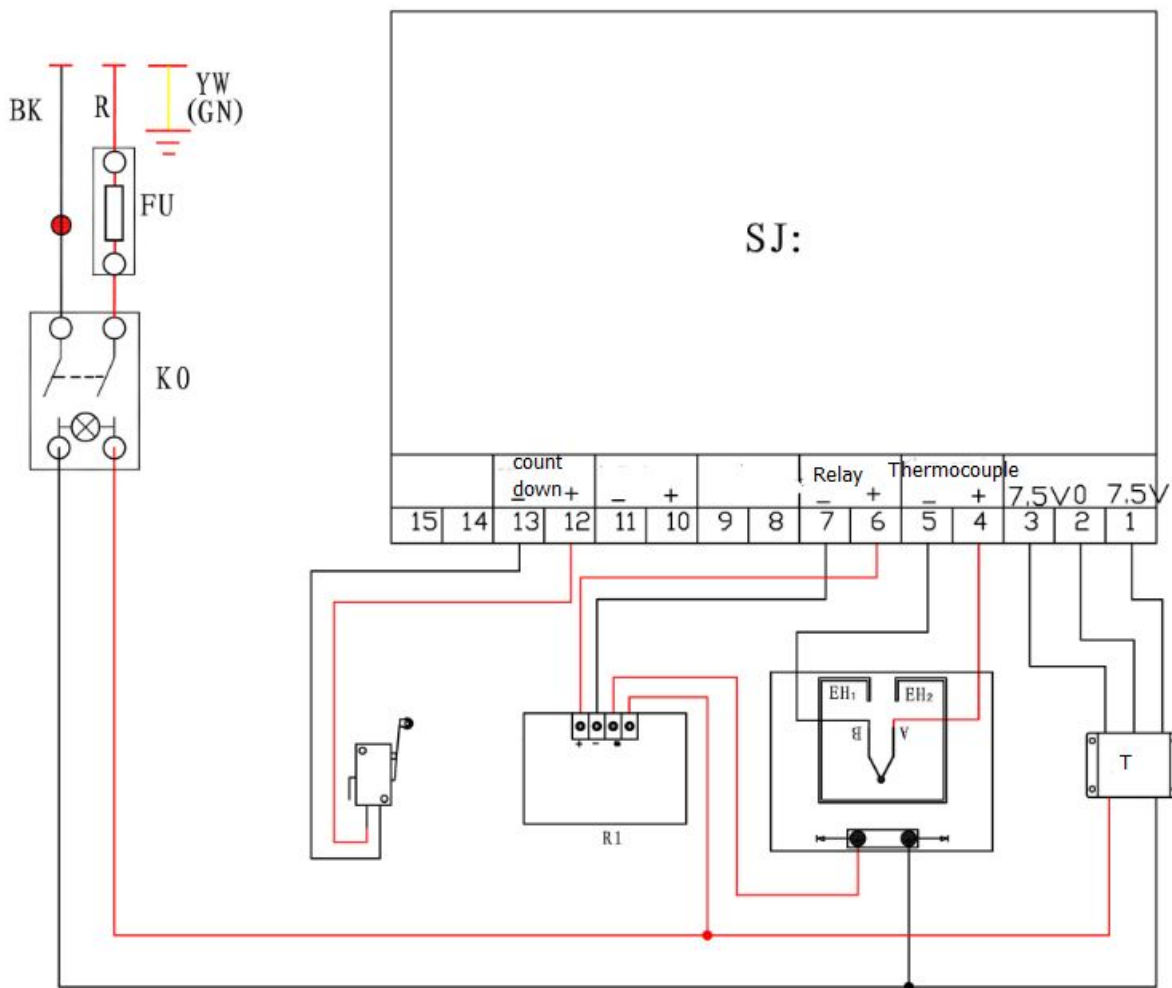 BK
R
YW
(GN)
FU
KO
SJ:
count
down
Relay
Thermocouple
— + — + — + — + 7.5V 0 7.5V
15 14 13 12 11 10 9 8 7 6 5 4 3 2 1
EH₁ EH₂
B A
T
+ −
R1